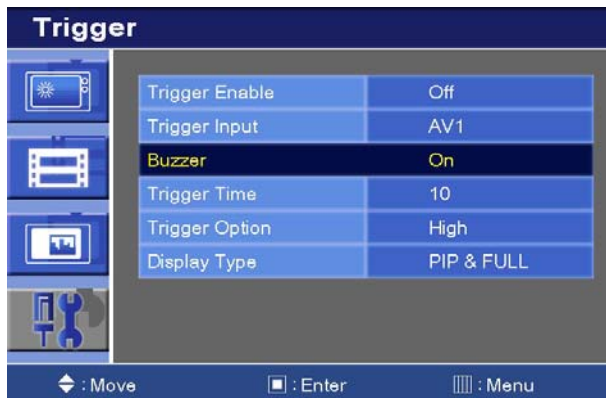 Trigger
Trigger Enable Off
Trigger Input AV1
Buzzer On
Trigger Time 10
Trigger Option High
Display Type PIP & FULL
: Move : Enter : Menu